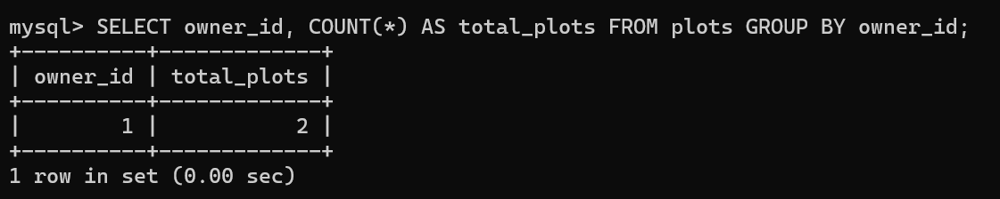 mysql> SELECT owner_id, COUNT(*) AS total_plots FROM plots GROUP BY owner_id;
+----------+-------------+
| owner_id | total_plots |
+----------+-------------+
|        1 |           2 |
+----------+-------------+
1 row in set (0.00 sec)